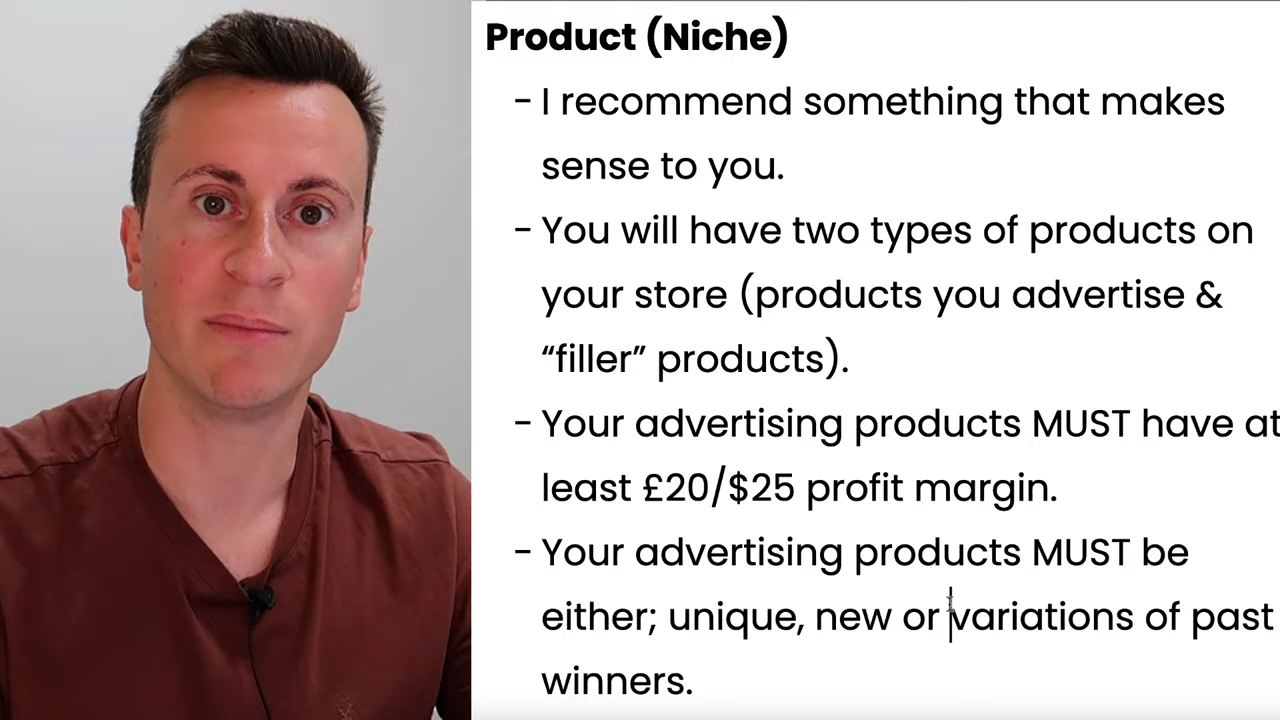 Product (Niche)
- I recommend something that makes
sense to you.
- You will have two types of products on
your store (products you advertise &
“filler” products).
- Your advertising products MUST have at
least £20/$25 profit margin.
- Your advertising products MUST be
either; unique, new or variations of past
winners.